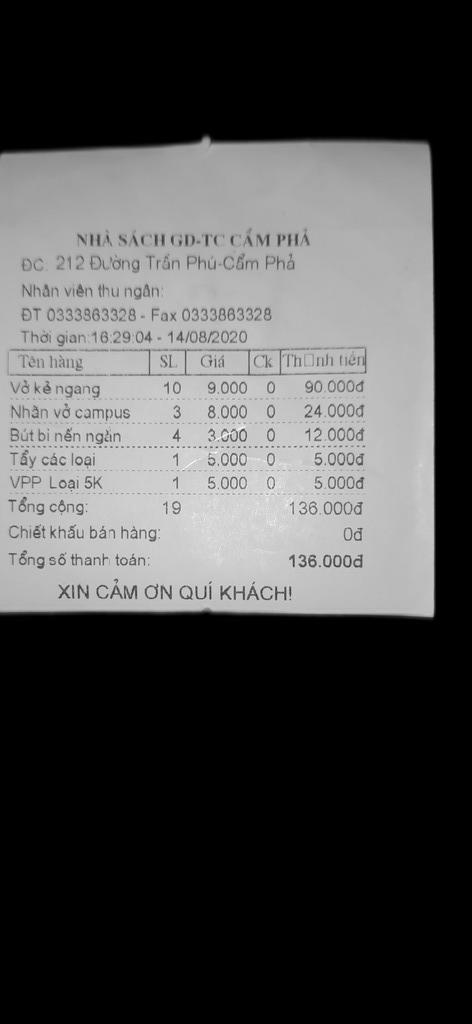 NHÀ SÁCH GD-TC CẨM PHẢ
ĐC. 212 Đường Trần Phú-Cẩm Phả
Nhân viên thu ngân:
ĐT 0333863328 - Fax 0333863328
Thời gian:16:29:04 - 14/08/2020
Tên hàng SL Giá Ck Th□nh tiền
Vở kẻ ngang 10 9.000 0 90.000đ
Nhãn vở campus 3 8.000 0 24.000đ
Bút bi nến ngắn 4 3.000 0 12.000đ
Tẩy các loại 1 5.000 0 5.000đ
VPP Loại 5K 1 5.000 0 5.000đ
Tổng cộng: 19 136.000đ
Chiết khấu bán hàng: 0đ
Tổng số thanh toán: 136.000đ
XIN CẢM ƠN QUÍ KHÁCH!